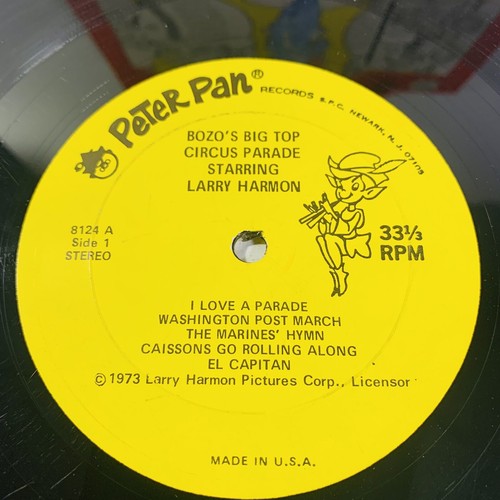 PeTeR Pan® RECORDS S.P.C. NEWARK, N. J. 07105
BOZO'S BIG TOP
CIRCUS PARADE
STARRING
LARRY HARMON
8124 A
Side 1
STEREO
33⅓
RPM
I LOVE A PARADE
WASHINGTON POST MARCH
THE MARINES' HYMN
CAISSONS GO ROLLING ALONG
EL CAPITAN
©1973 Larry Harmon Pictures Corp., Licensor
MADE IN U.S.A.